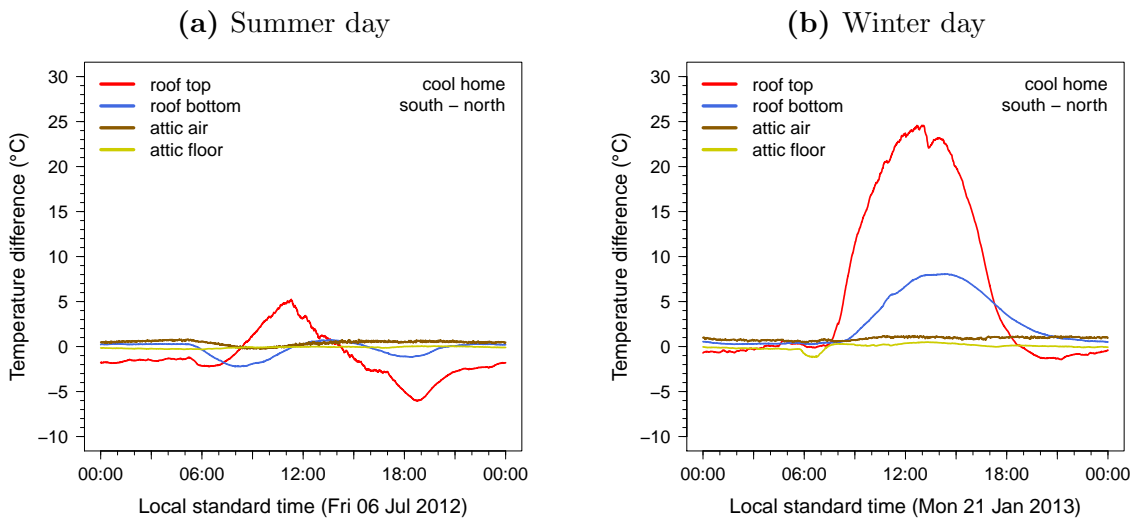 (a) Summer day
Temperature difference (°C)
30
25
20
15
10
5
0
−5
−10
roof top
roof bottom
attic air
attic floor
cool home
south − north
00:00 06:00 12:00 18:00 00:00
Local standard time (Fri 06 Jul 2012)
(b) Winter day
Temperature difference (°C)
30
25
20
15
10
5
0
−5
−10
roof top
roof bottom
attic air
attic floor
cool home
south − north
00:00 06:00 12:00 18:00 00:00
Local standard time (Mon 21 Jan 2013)